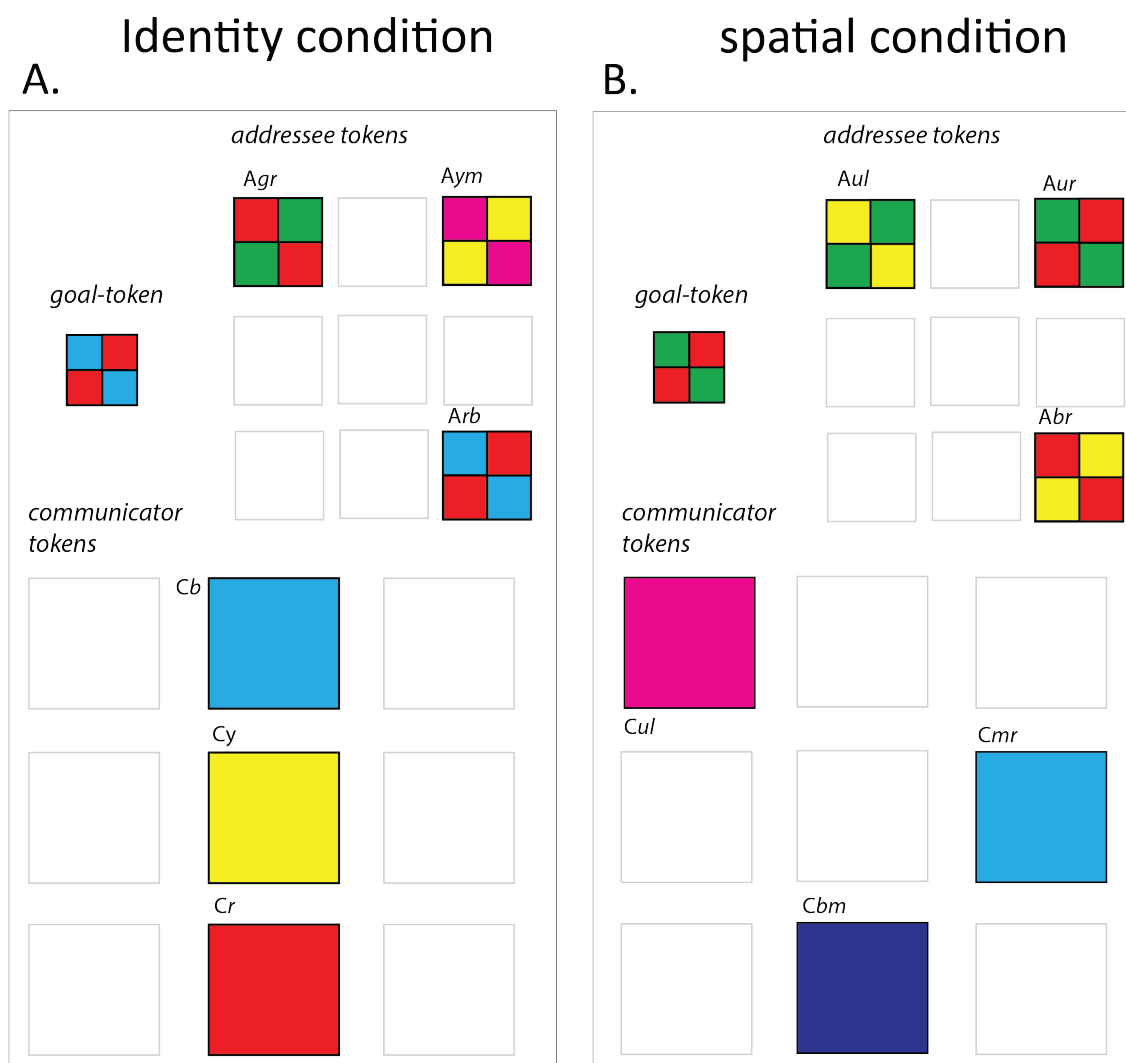 Identity condition
spatial condition
A.
B.
addressee tokens
Agr
Aym
goal-token
Arb
communicator
tokens
Cb
Cy
Cr
addressee tokens
Aul
Aur
goal-token
Abr
communicator
tokens
Cul
Cmr
Cbm